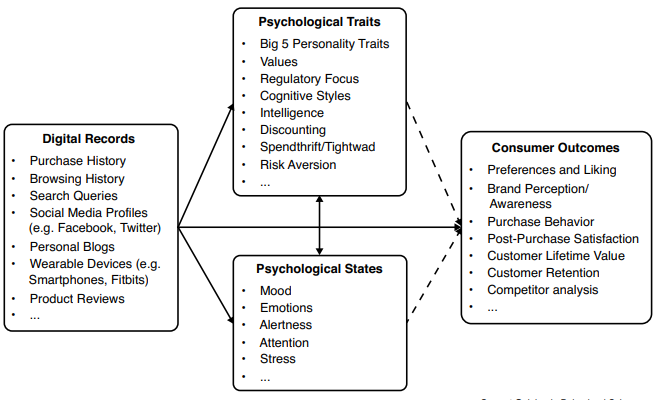 Psychological Traits
• Big 5 Personality Traits
• Values
• Regulatory Focus
• Cognitive Styles
• Intelligence
• Discounting
• Spendthrift/Tightwad
• Risk Aversion
• ...
Digital Records
• Purchase History
• Browsing History
• Search Queries
• Social Media Profiles
(e.g. Facebook, Twitter)
• Personal Blogs
• Wearable Devices (e.g.
Smartphones, Fitbits)
• Product Reviews
• ...
Consumer Outcomes
• Preferences and Liking
• Brand Perception/
Awareness
• Purchase Behavior
• Post-Purchase Satisfaction
• Customer Lifetime Value
• Customer Retention
• Competitor analysis
• ...
Psychological States
• Mood
• Emotions
• Alertness
• Attention
• Stress
• ...